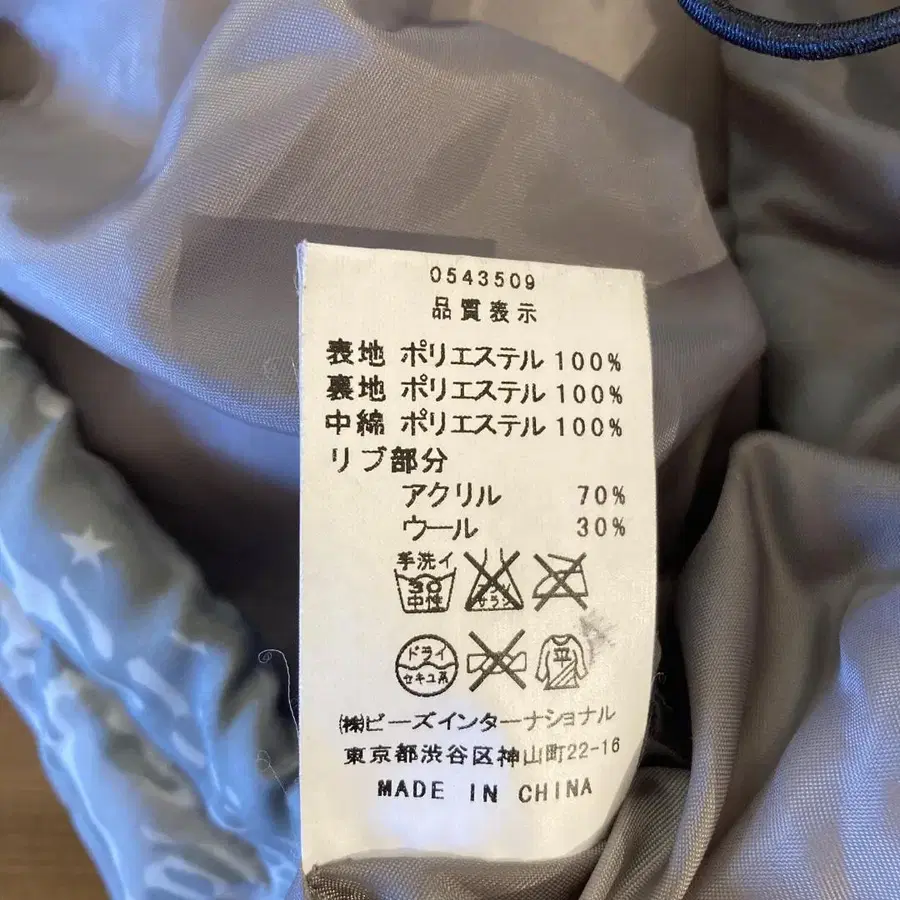 0543509
品質表示
表地 ポリエステル 100%
裏地 ポリエステル 100%
中綿 ポリエステル 100%
リブ部分
アクリル 70%
ウール 30%
手洗イ
30
中性
エンソ
サラシ
ドライ
セキユ系
平
㈱ビーズインターナショナル
東京都渋谷区神山町22-16
MADE IN CHINA